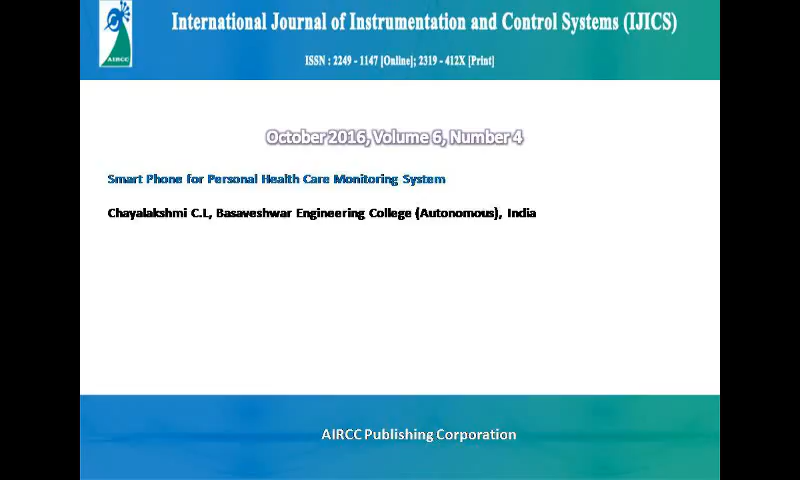 International Journal of Instrumentation and Control Systems (IJICS)
AIRCC
ISSN : 2249 - 1147 [Online]; 2319 - 412X [Print]
October 2016, Volume 6, Number 4
Smart Phone for Personal Health Care Monitoring System
Chayalakshmi C.L, Basaveshwar Engineering College (Autonomous), India
AIRCC Publishing Corporation